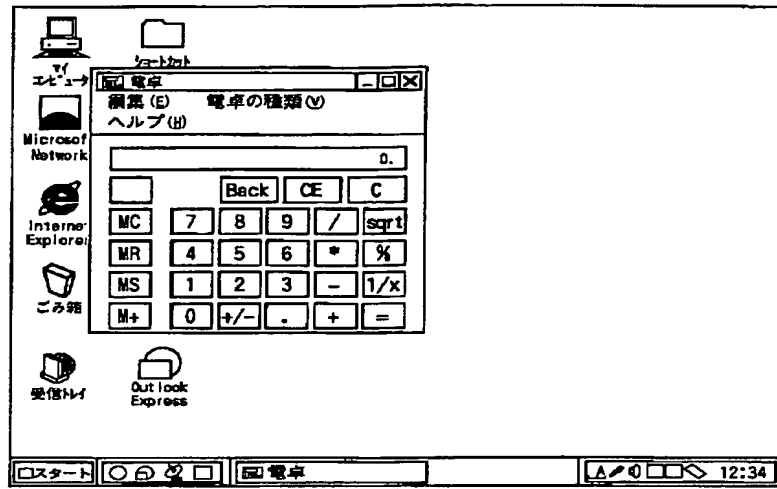 マイ
コンピュータ
ショートカット
電卓
編集(E) 電卓の種類(V)
ヘルプ(H)
Microsof
Network
0.
Back CE C
Interne
Explorer
MC 7 8 9 / sqrt
MR 4 5 6 * %
MS 1 2 3 - 1/x
M+ 0 +/- . + =
ごみ箱
受信トレイ
Outlook
Express
スタート 電卓 A 12:34